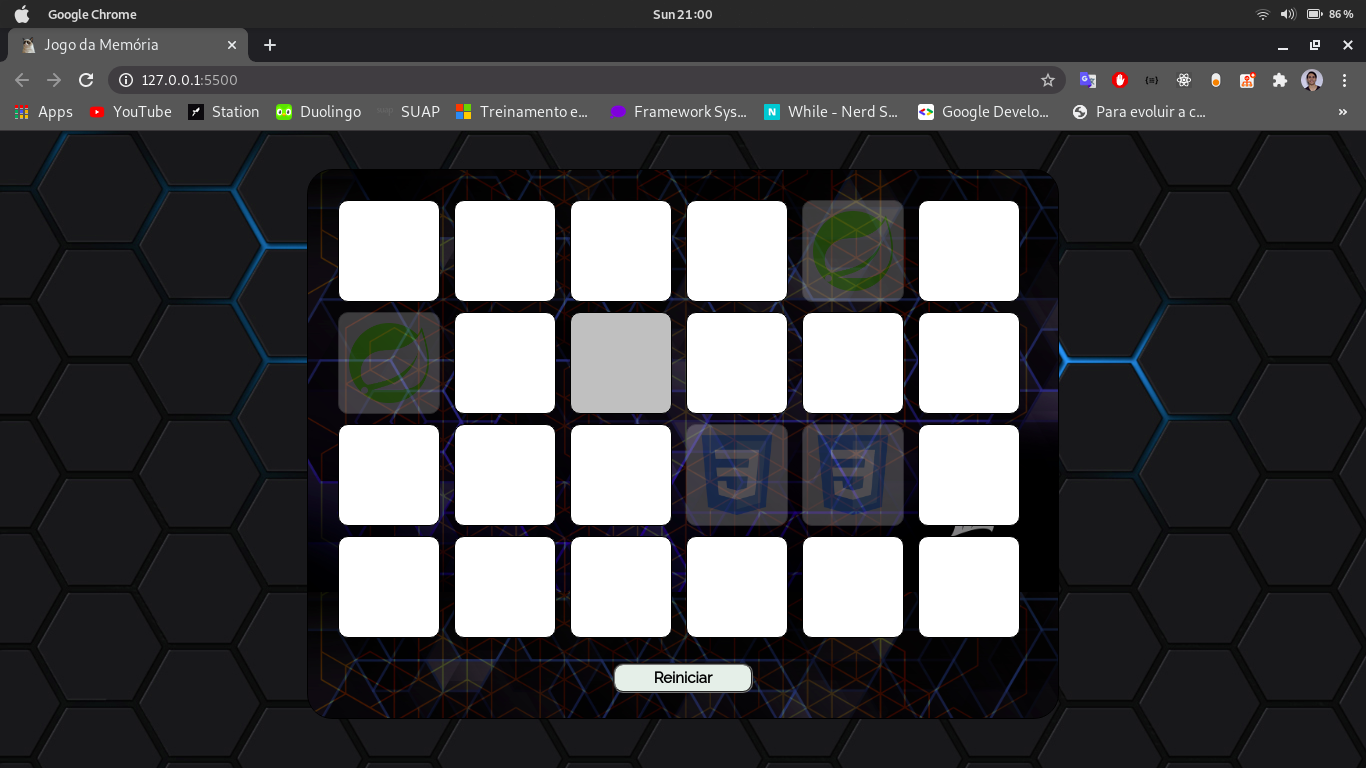 Google Chrome
Sun 21:00
86 %
Jogo da Memória
127.0.0.1:5500
Apps
YouTube
Station
Duolingo
SUAP
Treinamento e...
Framework Sys...
While - Nerd S...
Google Develo...
Para evoluir a c...
»
Reiniciar